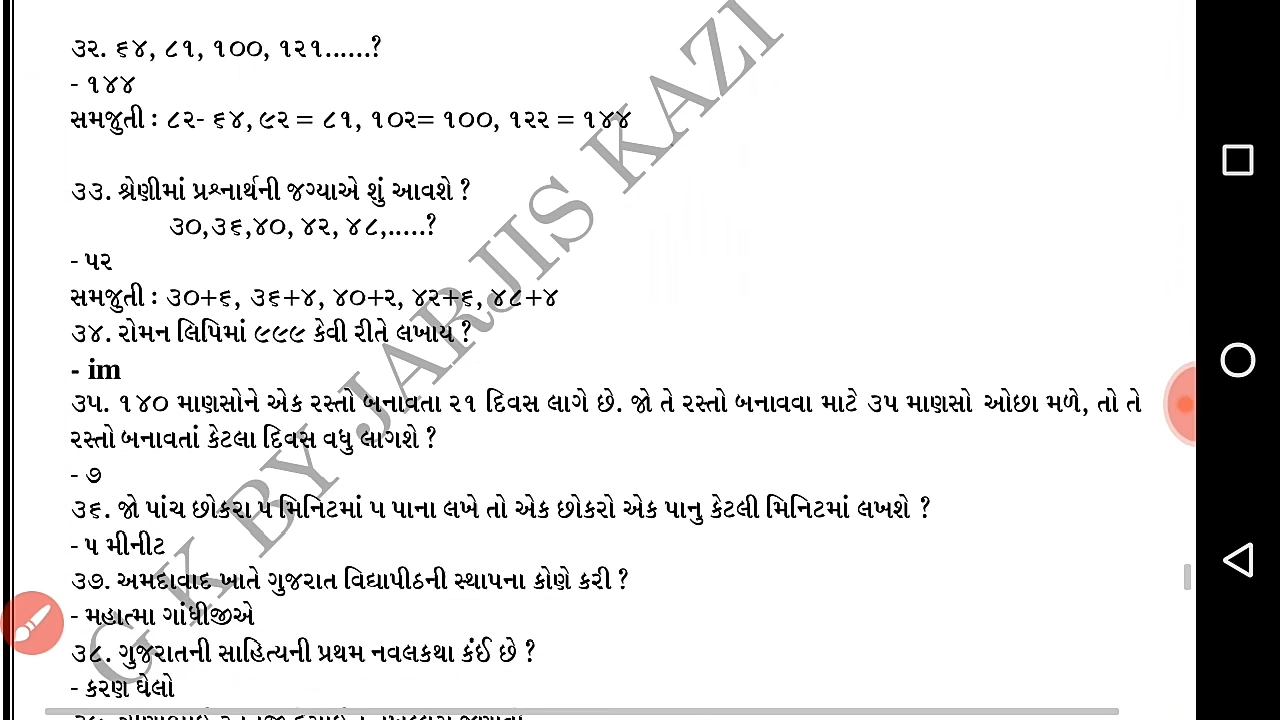 ૩૨. ૬૪, ૮૧, ૧૦૦, ૧૨૧......?
- ૧૪૪
સમજુતી : ૮૨- ૬૪, ૯૨ = ૮૧, ૧૦૨= ૧૦૦, ૧૨૨ = ૧૪૪
૩૩. શ્રેણીમાં પ્રશ્નાર્થની જગ્યાએ શું આવશે ?
૩૦,૩૬,૪૦, ૪૨, ૪૮,.....?
- ૫૨
સમજુતી : ૩૦+૬, ૩૬+૪, ૪૦+૨, ૪૨+૬, ૪૮+૪
૩૪. રોમન લિપિમાં ૯૯૯ કેવી રીતે લખાય ?
- im
૩૫. ૧૪૦ માણસોને એક રસ્તો બનાવતા ૨૧ દિવસ લાગે છે. જો તે રસ્તો બનાવવા માટે ૩૫ માણસો ઓછા મળે, તો તે
રસ્તો બનાવતાં કેટલા દિવસ વધુ લાગશે ?
- ૭
૩૬. જો પાંચ છોકરા ૫ મિનિટમાં ૫ પાના લખે તો એક છોકરો એક પાનુ કેટલી મિનિટમાં લખશે ?
- ૫ મીનીટ
૩૭. અમદાવાદ ખાતે ગુજરાત વિદ્યાપીઠની સ્થાપના કોણે કરી ?
- મહાત્મા ગાંધીજીએ
૩૮. ગુજરાતની સાહિત્યની પ્રથમ નવલકથા કંઈ છે ?
- કરણ ઘેલો
G K BY JARJIS KAZI